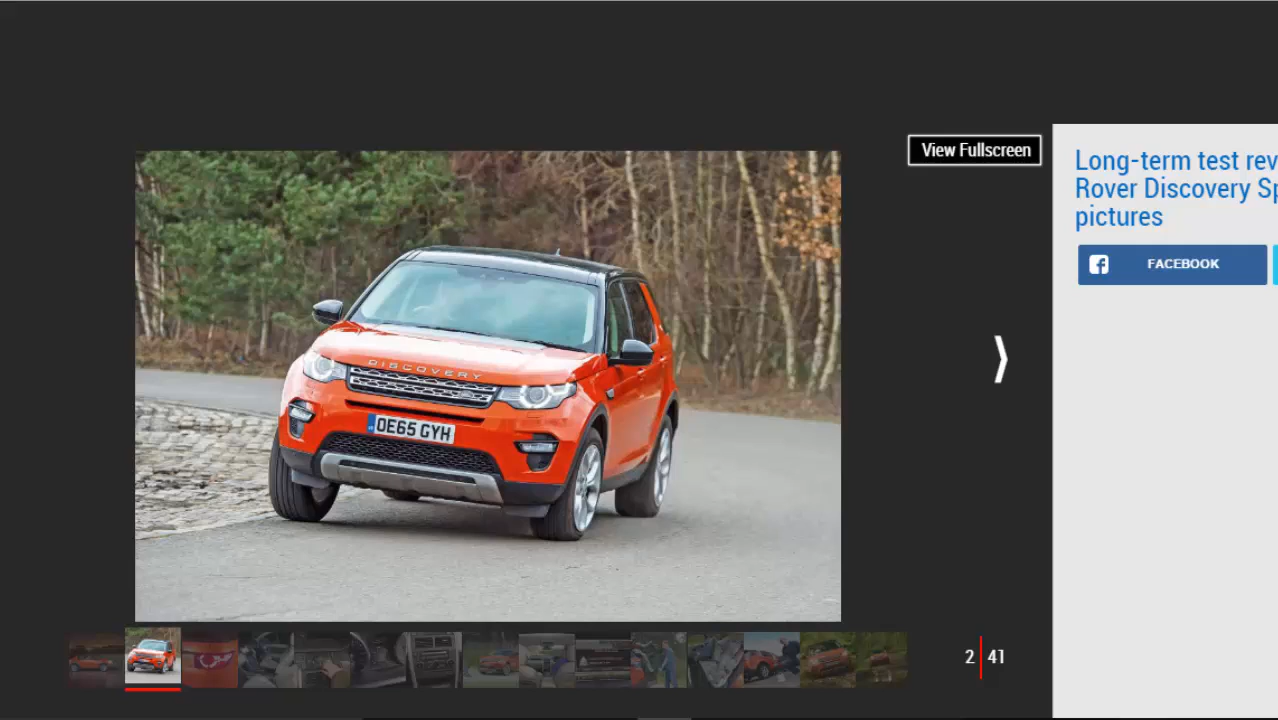 View Fullscreen
Long-term test rev
Rover Discovery Sp
pictures
FACEBOOK
DISCOVERY
OE65 GYH
2 41